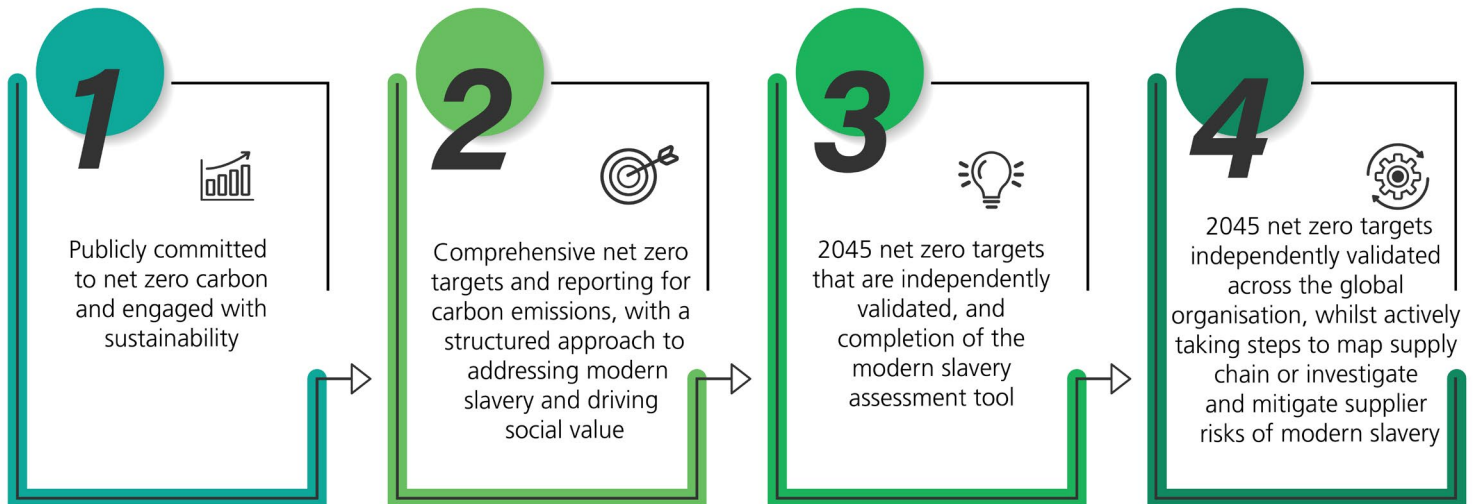 1
Publicly committed
to net zero carbon
and engaged with
sustainability
2
Comprehensive net zero
targets and reporting for
carbon emissions, with a
structured approach to
addressing modern
slavery and driving
social value
3
2045 net zero targets
that are independently
validated, and
completion of the
modern slavery
assessment tool
4
2045 net zero targets
independently validated
across the global
organisation, whilst actively
taking steps to map supply
chain or investigate
and mitigate supplier
risks of modern slavery